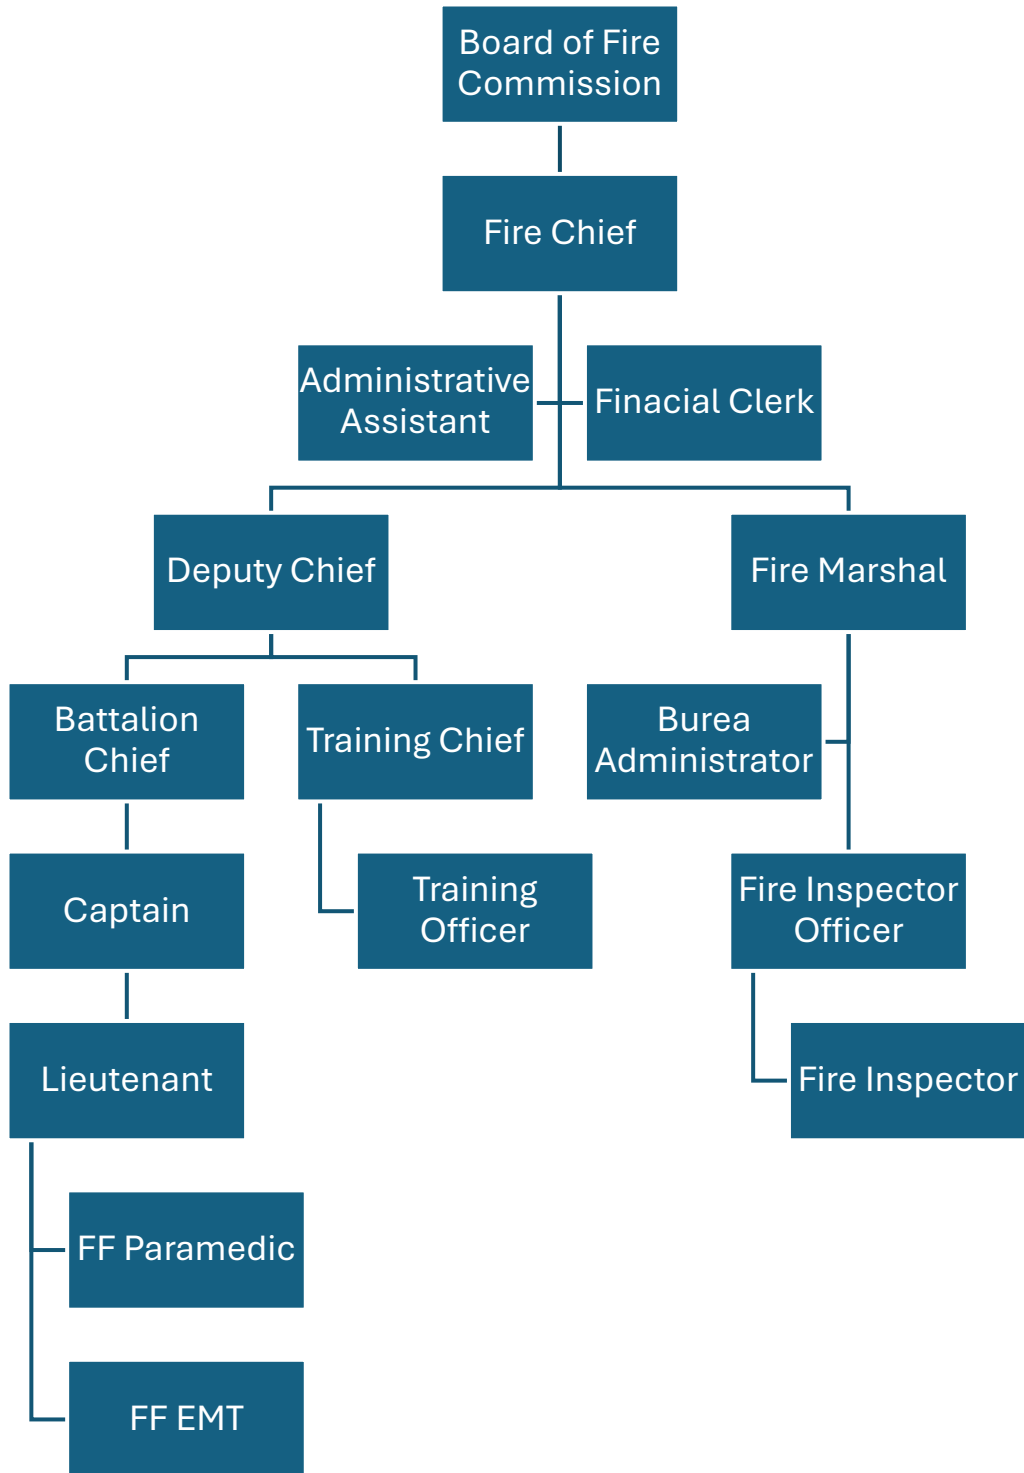 Board of Fire
Commission
Fire Chief
Administrative
Assistant
Finacial Clerk
Deputy Chief
Fire Marshal
Battalion
Chief
Training Chief
Burea
Administrator
Captain
Training
Officer
Fire Inspector
Officer
Lieutenant
Fire Inspector
FF Paramedic
FF EMT